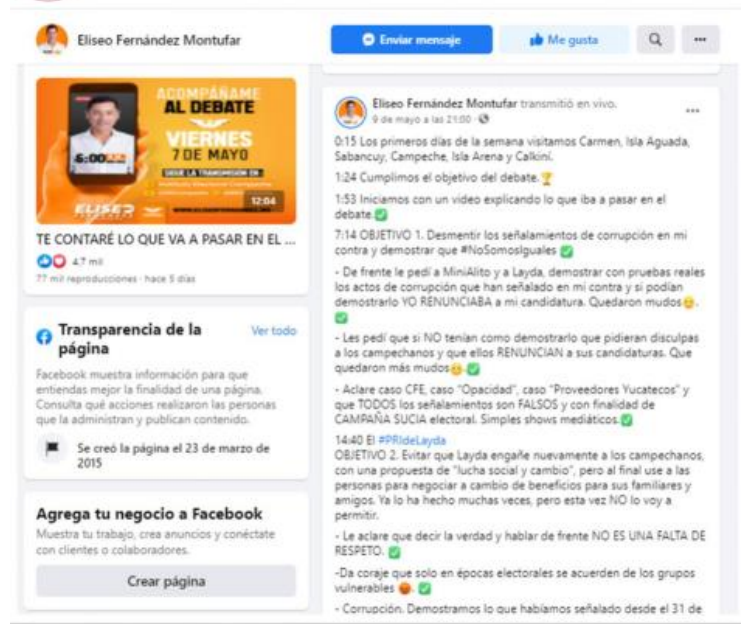 Eliseo Fernández Montufar
Enviar mensaje
Me gusta
ACOMPÁÑAME
AL DEBATE
VIERNES
7 DE MAYO
SIGUE LA TRANSMISIÓN EN
6:00
ELISEO
12:04
TE CONTARÉ LO QUE VA A PASAR EN EL ...
4.7 mil
77 mil reproducciones · hace 5 días
Transparencia de la página
Ver todo
Facebook muestra información para que
entiendas mejor la finalidad de una página.
Consulta qué acciones realizaron las personas
que la administran y publican contenido.
Se creó la página el 23 de marzo de
2015
Agrega tu negocio a Facebook
Muestra tu trabajo, crea anuncios y conéctate
con clientes o colaboradores.
Crear página
Eliseo Fernández Montufar transmitió en vivo.
9 de mayo a las 21:00 ·
0:15 Los primeros días de la semana visitamos Carmen, Isla Aguada,
Sabancuy, Campeche, Isla Arena y Calkiní.
1:24 Cumplimos el objetivo del debate.🏆
1:53 Iniciamos con un video explicando lo que iba a pasar en el
debate.✅
7:14 OBJETIVO 1. Desmentir los señalamientos de corrupción en mi
contra y demostrar que #NoSomosIguales ✅
- De frente le pedí a MiniAlito y a Layda, demostrar con pruebas reales
los actos de corrupción que han señalado en mi contra y si podían
demostrarlo YO RENUNCIABA a mi candidatura. Quedaron mudos.
✅
- Les pedí que si NO tenían como demostrarlo que pidieran disculpas
a los campechanos y que ellos RENUNCIAN a sus candidaturas. Que
quedaron más mudos.✅
- Aclare caso CFE, caso "Opacidad", caso "Proveedores Yucatecos" y
que TODOS los señalamientos son FALSOS y con finalidad de
CAMPAÑA SUCIA electoral. Simples shows mediáticos.✅
14:40 El #PRIdeLayda
OBJETIVO 2. Evitar que Layda engañe nuevamente a los campechanos,
con una propuesta de "lucha social y cambio", pero al final use a las
personas para negociar a cambio de beneficios para sus familiares y
amigos. Ya lo ha hecho muchas veces, pero esta vez NO lo voy a
permitir.
- Le aclare que decir la verdad y hablar de frente NO ES UNA FALTA DE
RESPETO. ✅
-Da coraje que solo en épocas electorales se acuerden de los grupos
vulnerables 😡. ✅
- Corrupción. Demostramos lo que habíamos señalado desde el 31 de